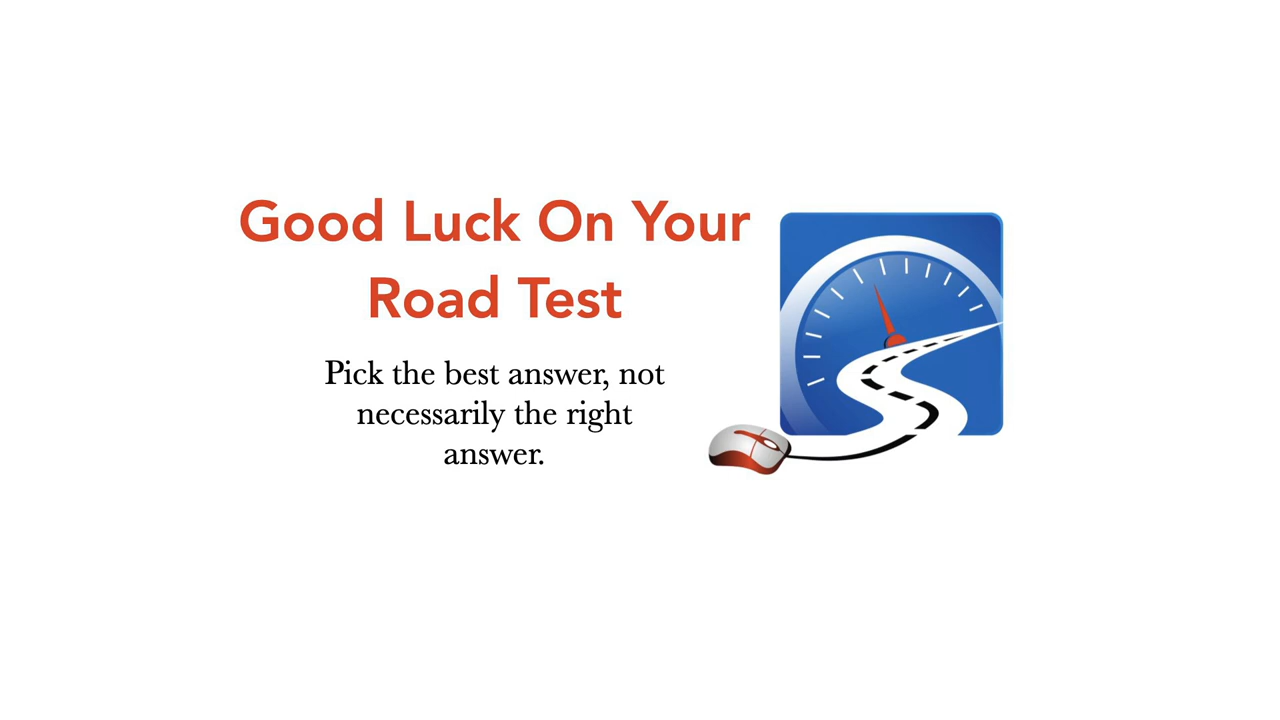 Good Luck On Your
Road Test
Pick the best answer, not
necessarily the right
answer.